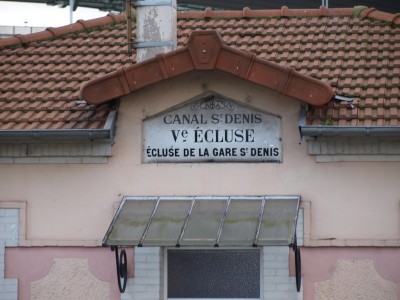 CANAL ST DENIS
Ve ÉCLUSE
ÉCLUSE DE LA GARE ST DENIS